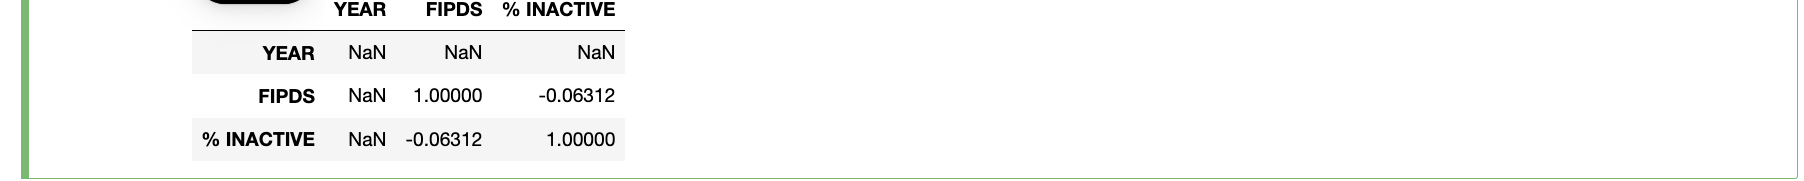 YEAR FIPDS % INACTIVE
YEAR NaN NaN NaN
FIPDS NaN 1.00000 -0.06312
% INACTIVE NaN -0.06312 1.00000